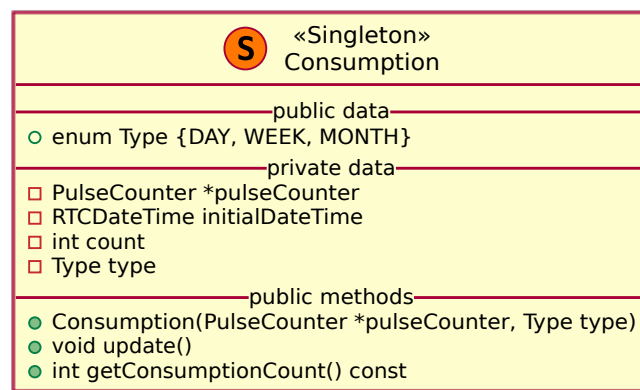 S
«Singleton»
Consumption
public data
enum Type {DAY, WEEK, MONTH}
private data
PulseCounter *pulseCounter
RTCDateTime initialDateTime
int count
Type type
public methods
Consumption(PulseCounter *pulseCounter, Type type)
void update()
int getConsumptionCount() const